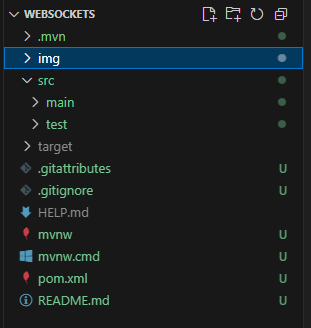 WEBSOCKETS
.mvn
img
src
main
test
target
.gitattributes U
.gitignore U
HELP.md
mvnw U
mvnw.cmd U
pom.xml U
README.md U